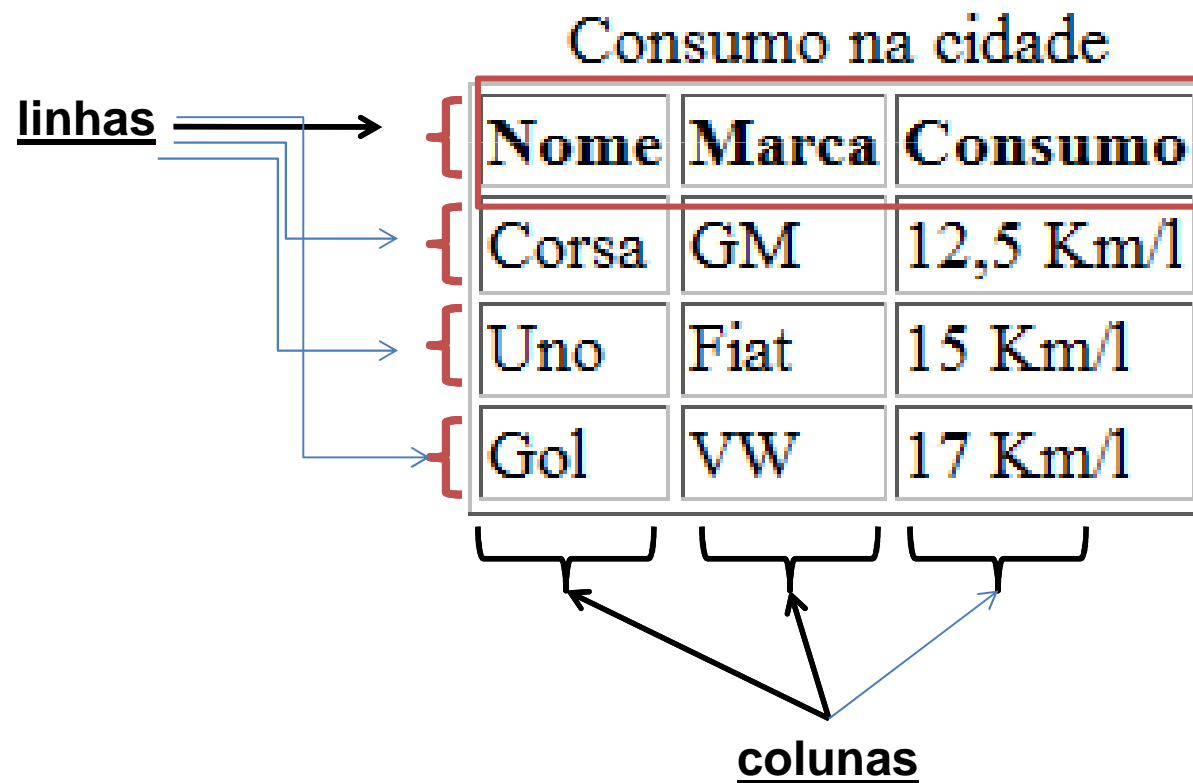 Consumo na cidade
linhas
Nome Marca Consumo
Corsa GM 12,5 Km/l
Uno Fiat 15 Km/l
Gol VW 17 Km/l
colunas